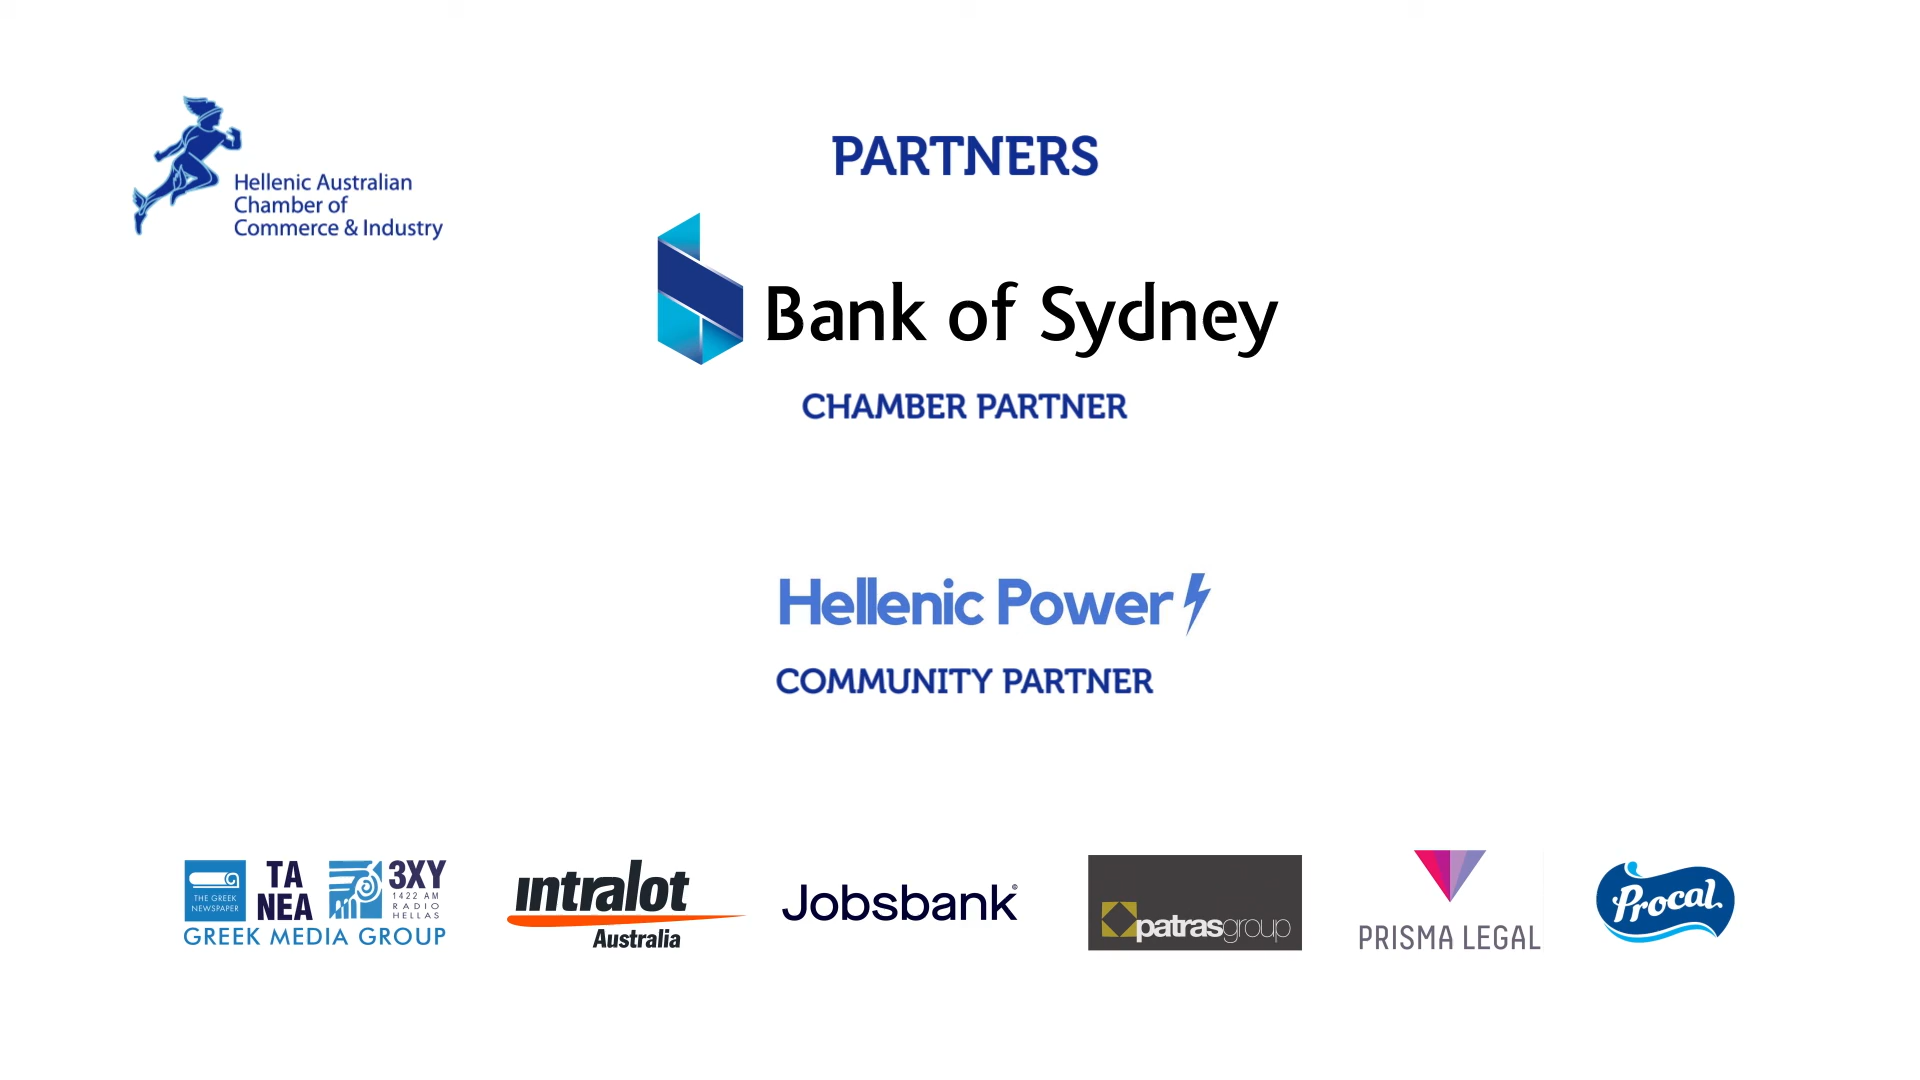 Hellenic Australian
Chamber of
Commerce & Industry
PARTNERS
Bank of Sydney
CHAMBER PARTNER
Hellenic Power
COMMUNITY PARTNER
THE GREEK
NEWSPAPER
TA
NEA
3XY
1422 AM
RADIO
HELLAS
GREEK MEDIA GROUP
intralot
Australia
Jobsbank®
patrasgroup
PRISMA LEGAL
Procal